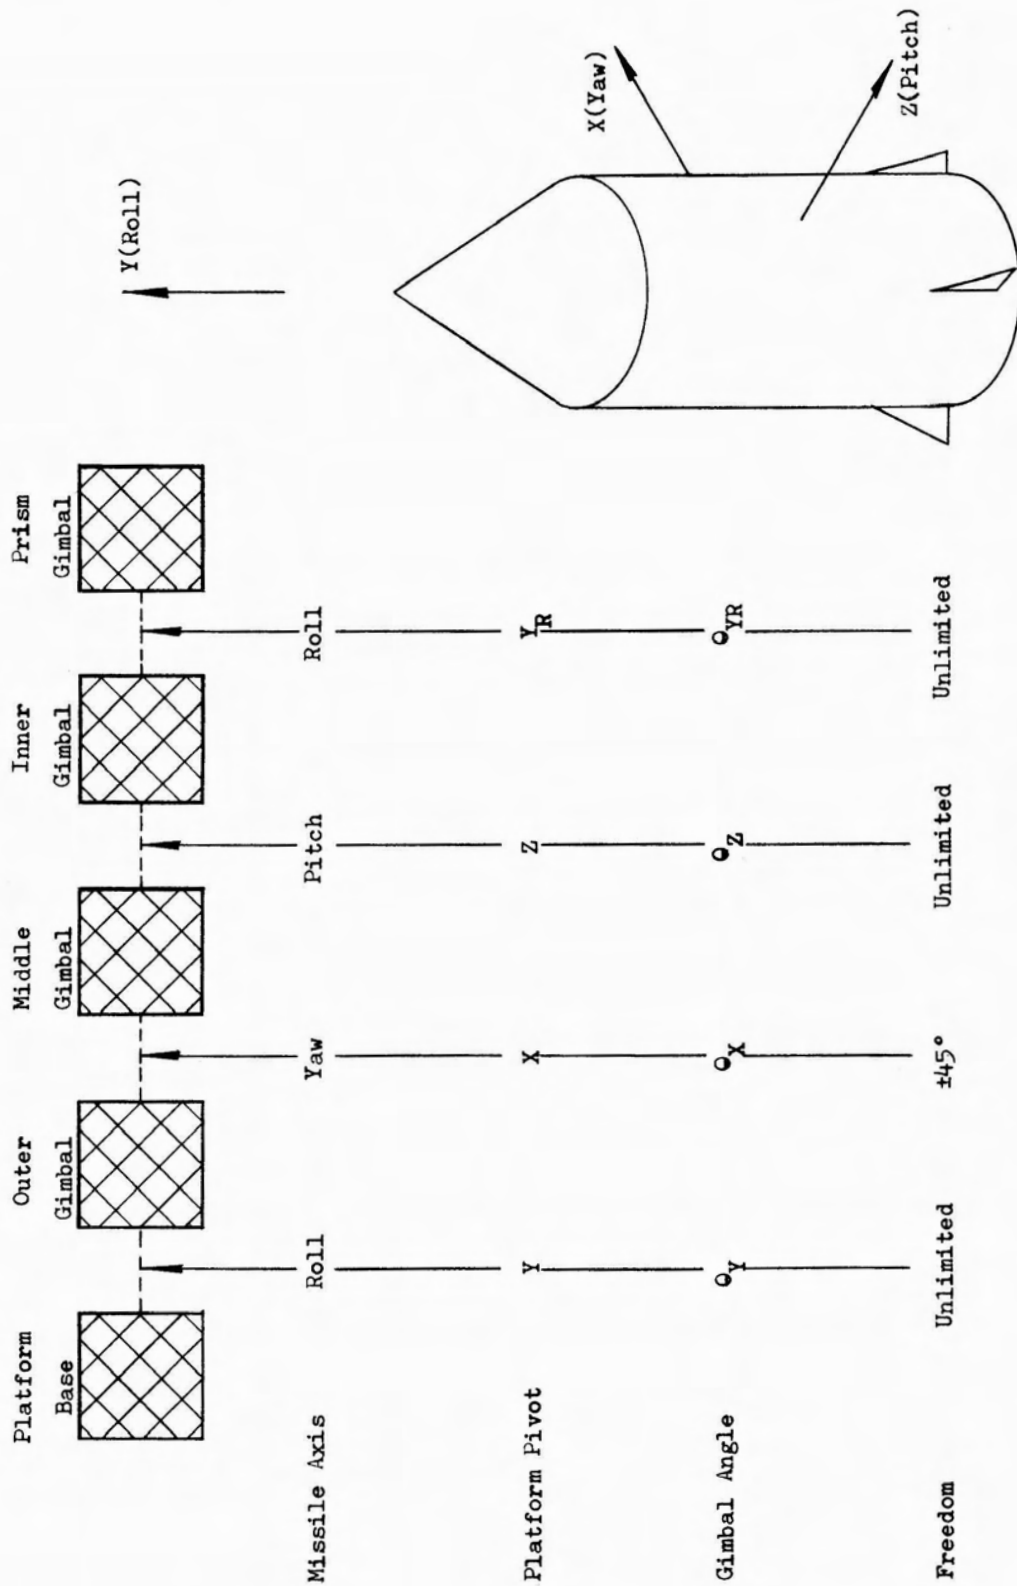 Platform
Base
Outer
Gimbal
Middle
Gimbal
Inner
Gimbal
Prism
Gimbal
Missile Axis
Roll
Yaw
Pitch
Roll
Platform Pivot
Y
X
Z
Y_R
Gimbal Angle
Θ_Y
Θ_X
Θ_Z
Θ_YR
Freedom
Unlimited
±45°
Unlimited
Unlimited
Y(Roll)
X(Yaw)
Z(Pitch)